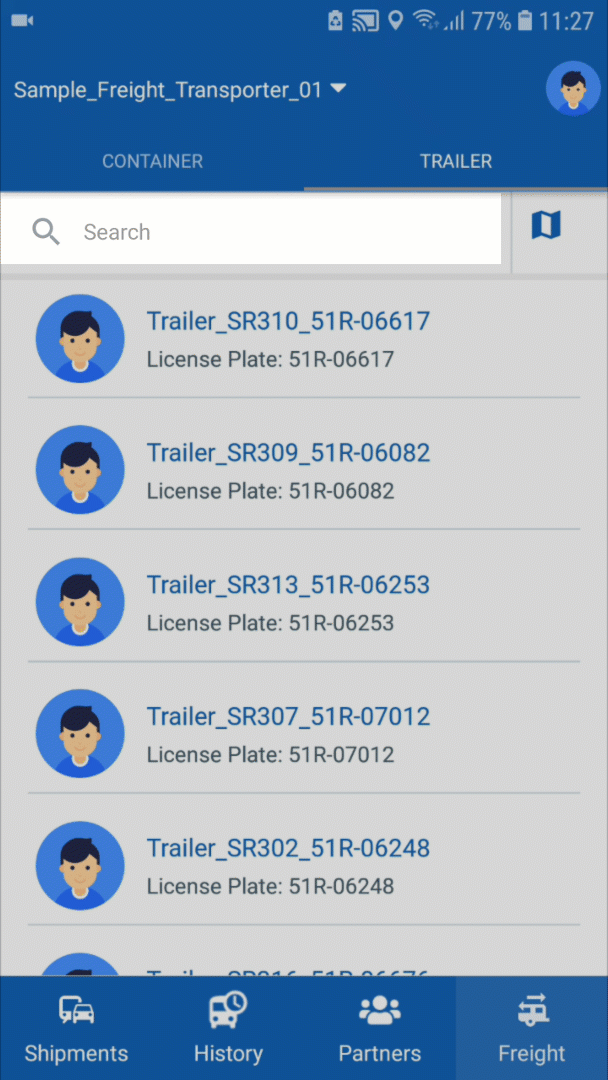 77% 11:27
Sample_Freight_Transporter_01
CONTAINER TRAILER
Search
Trailer_SR310_51R-06617
License Plate: 51R-06617
Trailer_SR309_51R-06082
License Plate: 51R-06082
Trailer_SR313_51R-06253
License Plate: 51R-06253
Trailer_SR307_51R-07012
License Plate: 51R-07012
Trailer_SR302_51R-06248
License Plate: 51R-06248
Shipments History Partners Freight